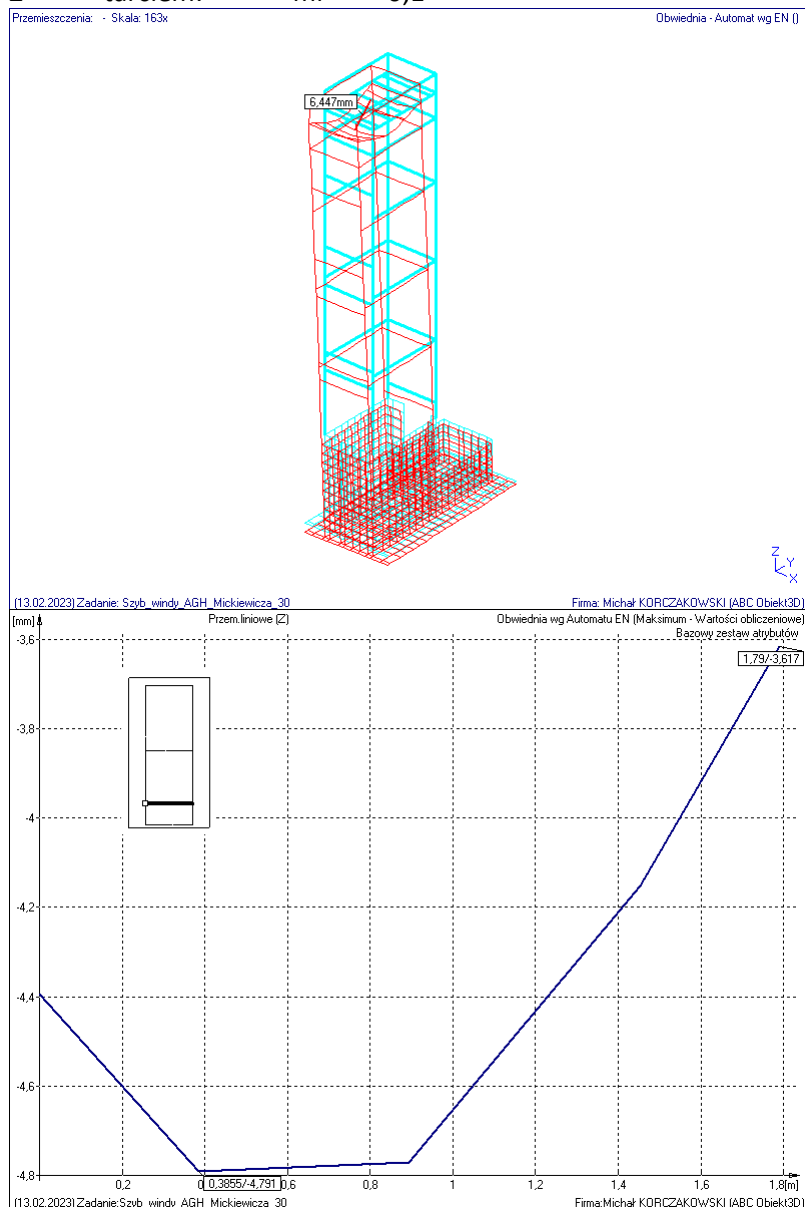 Przemieszczenia: - Skala: 163x
Obwiednia - Automat wg EN ()
6,447mm
Z
Y
X
(13.02.2023) Zadanie: Szyb_windy_AGH_Mickiewicza_30
Firma: Michał KORCZAKOWSKI (ABC Obiekt3D)
[mm]
Przem.liniowe (Z)
Obwiednia wg Automatu EN (Maksimum - Wartości obliczeniowe)
Bazowy zestaw atrybutów
-3,6
1,79/-3,617
-3,8
-4
-4,2
-4,4
-4,6
-4,8
0,2
0,3855/-4,791
0,6
0,8
1
1,2
1,4
1,6
1,8[m]
(13.02.2023) Zadanie:Szyb_windy_AGH_Mickiewicza_30
Firma:Michał KORCZAKOWSKI (ABC Obiekt3D)